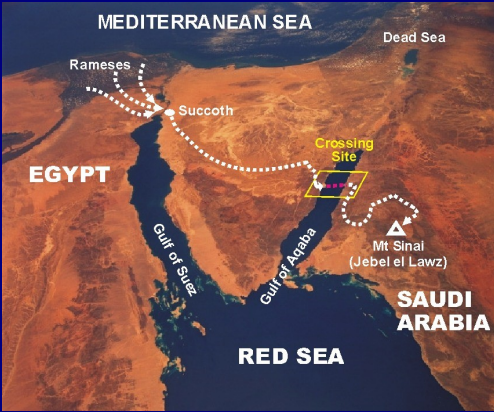 MEDITERRANEAN SEA
Dead Sea
Rameses
Succoth
Crossing
Site
EGYPT
Gulf of Suez
Gulf of Aqaba
Mt Sinai
(Jebel el Lawz)
SAUDI
ARABIA
RED SEA